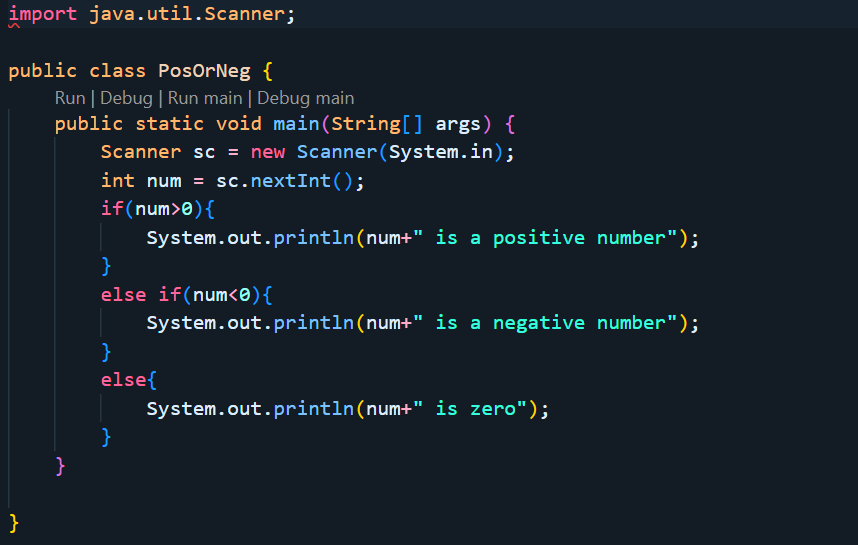 import java.util.Scanner;
public class PosOrNeg {
Run | Debug | Run main | Debug main
public static void main(String[] args) {
Scanner sc = new Scanner(System.in);
int num = sc.nextInt();
if(num>0){
System.out.println(num+" is a positive number");
}
else if(num<0){
System.out.println(num+" is a negative number");
}
else{
System.out.println(num+" is zero");
}
}
}